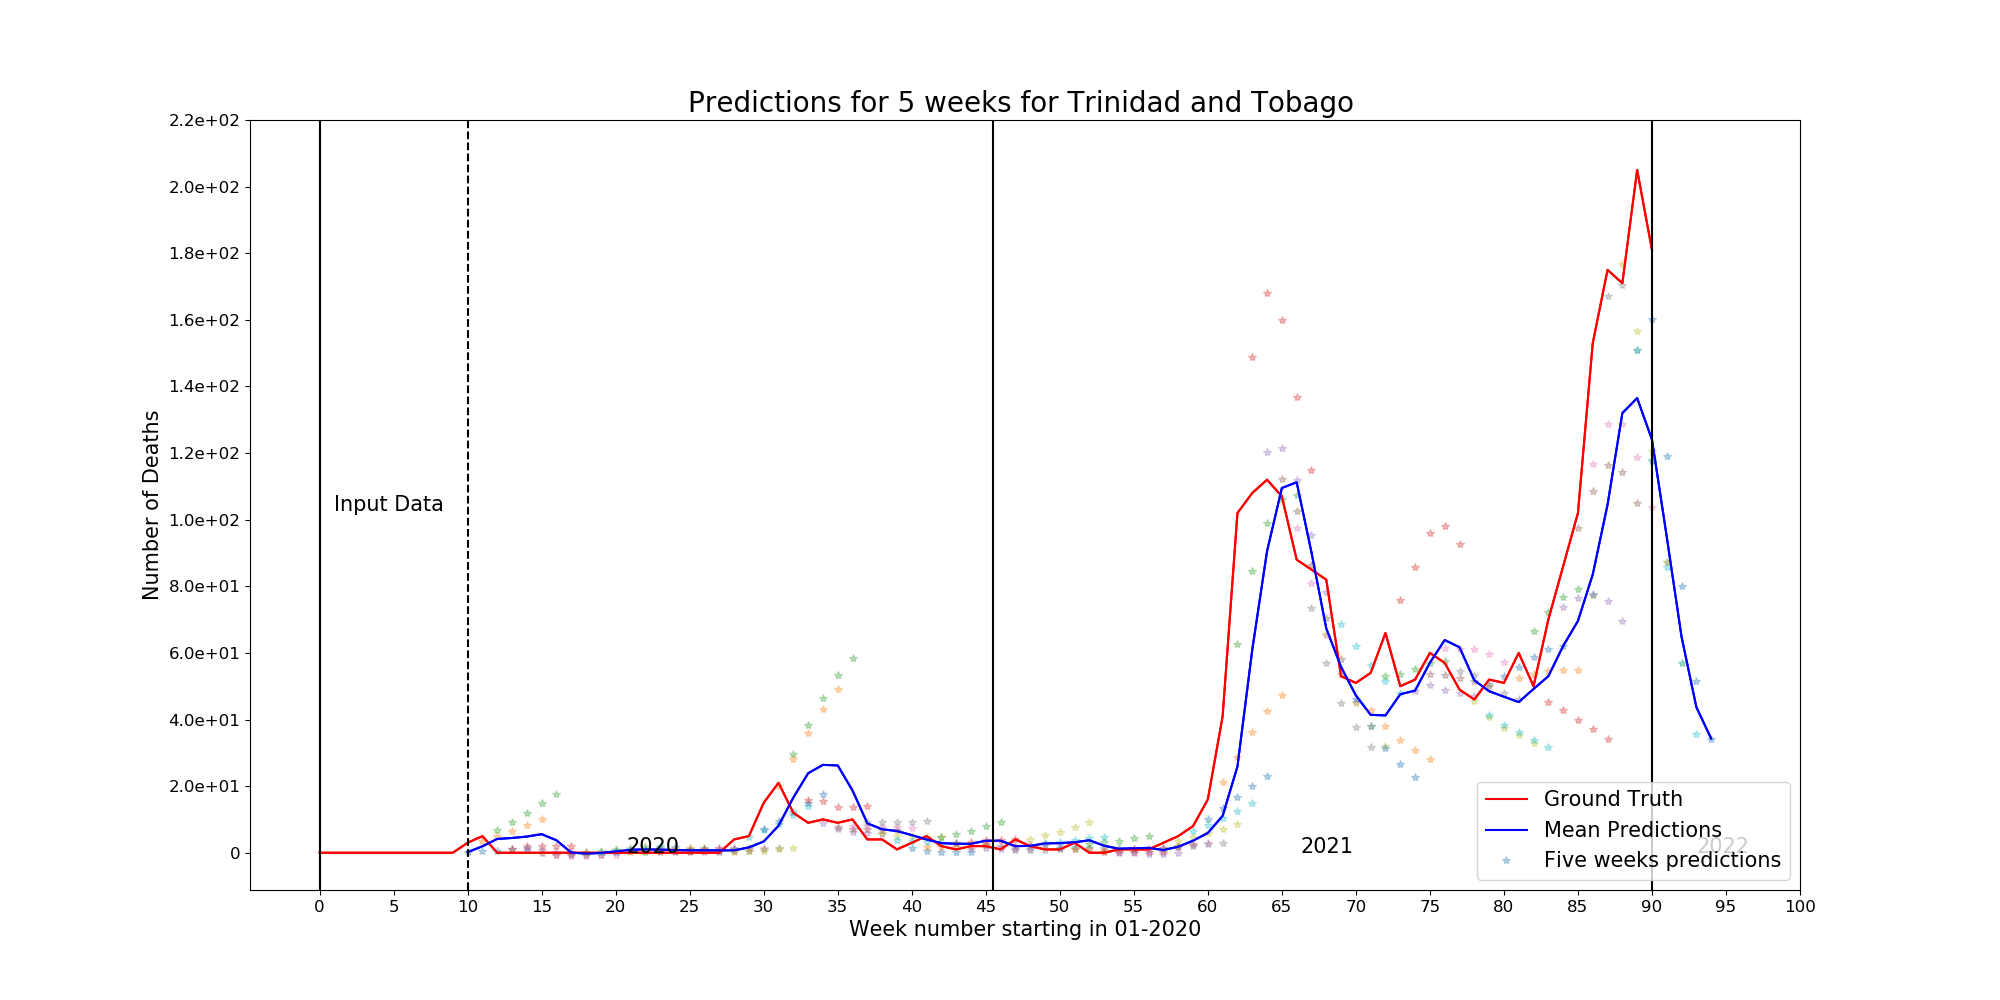 Predictions for 5 weeks for Trinidad and Tobago
2.2e+02
2.0e+02
1.8e+02
1.6e+02
1.4e+02
1.2e+02
1.0e+02
8.0e+01
6.0e+01
4.0e+01
2.0e+01
0
Number of Deaths
Input Data
2020
2021
2022
Ground Truth
Mean Predictions
Five weeks predictions
0 5 10 15 20 25 30 35 40 45 50 55 60 65 70 75 80 85 90 95 100
Week number starting in 01-2020